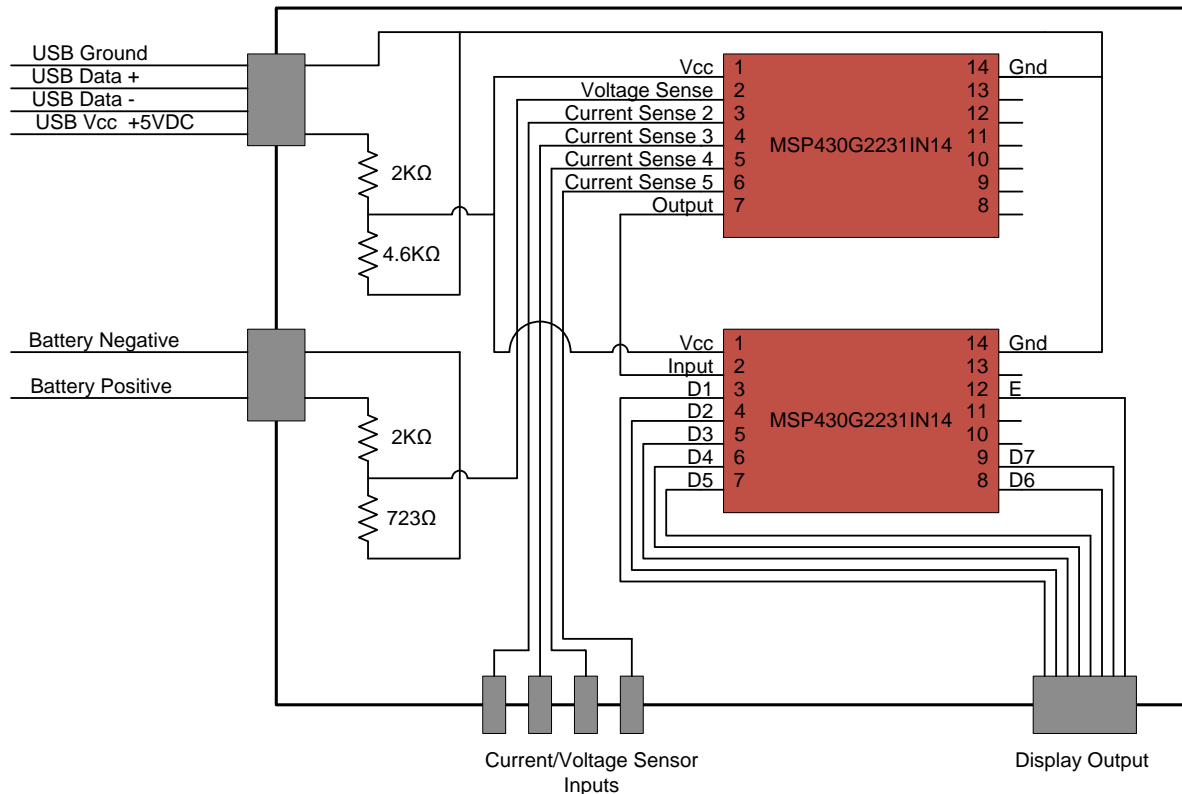 USB Ground
USB Data +
USB Data -
USB Vcc +5VDC
2KΩ
4.6KΩ
Battery Negative
Battery Positive
2KΩ
723Ω
Vcc 1 14 Gnd
Voltage Sense 2 13
Current Sense 2 3 12
Current Sense 3 4 MSP430G2231IN14 11
Current Sense 4 5 10
Current Sense 5 6 9
Output 7 8
Vcc 1 14 Gnd
Input 2 13
D1 3 12 E
D2 4 MSP430G2231IN14 11
D3 5 10
D4 6 9 D7
D5 7 8 D6
Current/Voltage Sensor
Inputs
Display Output